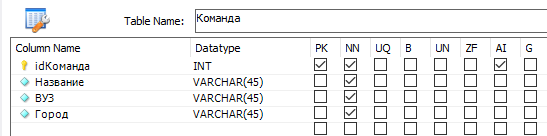 Table Name: Команда
Column Name Datatype PK NN UQ B UN ZF AI G
idКоманда INT
Название VARCHAR(45)
ВУЗ VARCHAR(45)
Город VARCHAR(45)